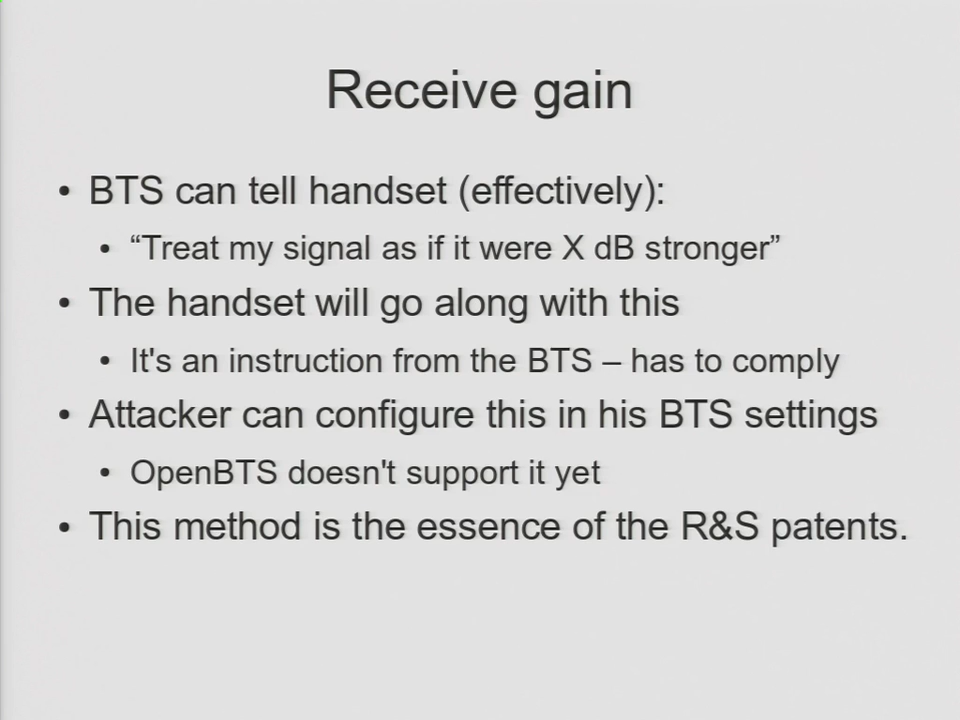 Receive gain
• BTS can tell handset (effectively):
• “Treat my signal as if it were X dB stronger”
• The handset will go along with this
• It's an instruction from the BTS – has to comply
• Attacker can configure this in his BTS settings
• OpenBTS doesn't support it yet
• This method is the essence of the R&S patents.